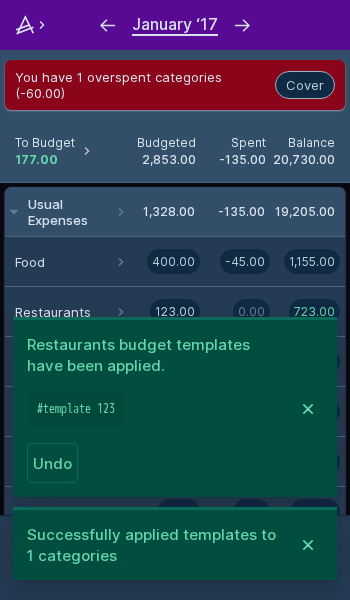 January ‘17
You have 1 overspent categories
(-60.00)
Cover
To Budget Budgeted Spent Balance
177.00 2,853.00 -135.00 20,730.00
Usual
Expenses 1,328.00 -135.00 19,205.00
Food 400.00 -45.00 1,155.00
Restaurants 123.00 0.00 723.00
Restaurants budget templates
have been applied.
#template 123
Undo
Successfully applied templates to
1 categories